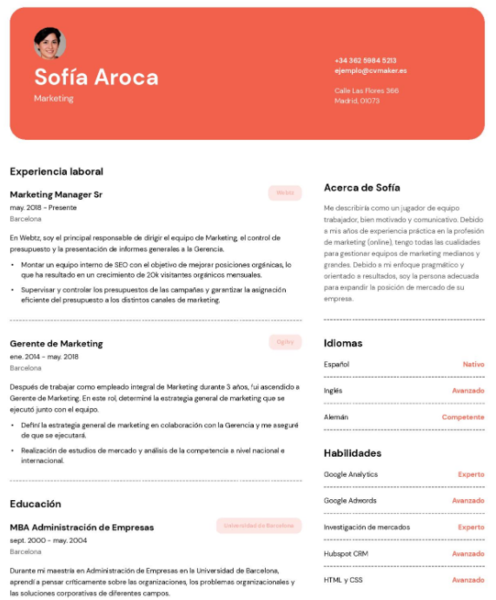 Sofía Aroca
Marketing
+34 362 5984 5213
ejemplo@cvmaker.es
Calle Las Flores 366
Madrid, 01073
Experiencia laboral
Marketing Manager Sr
Webtz
may. 2018 - Presente
Barcelona
En Webtz, soy el principal responsable de dirigir el equipo de Marketing, el control de
presupuesto y la presentación de informes generales a la Gerencia.
• Montar un equipo interno de SEO con el objetivo de mejorar posiciones orgánicas, lo
que ha resultado en un crecimiento de 20k visitantes orgánicos mensuales.
• Supervisar y controlar los presupuestos de las campañas y garantizar la asignación
eficiente del presupuesto a los distintos canales de marketing.
Gerente de Marketing
Ogilvy
ene. 2014 - may. 2018
Barcelona
Después de trabajar como empleado integral de Marketing durante 3 años, fui ascendido a
Gerente de Marketing. En este rol, determiné la estrategia general de marketing que se
ejecutó junto con el equipo.
• Definí la estrategia general de marketing en colaboración con la Gerencia y me aseguré
de que se ejecutará.
• Realización de estudios de mercado y análisis de la competencia a nivel nacional e
internacional.
Educación
MBA Administración de Empresas
Universidad de Barcelona
sept. 2000 - may. 2004
Barcelona
Durante mi maestría en Administración de Empresas en la Universidad de Barcelona,
aprendí a pensar críticamente sobre las organizaciones, los problemas organizacionales y
las soluciones corporativas de diferentes campos.
Acerca de Sofía
Me describiría como un jugador de equipo
trabajador, bien motivado y comunicativo. Debido
a mis años de experiencia práctica en la profesión
de marketing (online), tengo todas las cualidades
para gestionar equipos de marketing medianos y
grandes. Debido a mi enfoque pragmático y
orientado a resultados, soy la persona adecuada
para expandir la posición de mercado de su
empresa.
Idiomas
Español Nativo
Inglés Avanzado
Alemán Competente
Habilidades
Google Analytics Experto
Google Adwords Avanzado
Investigación de mercados Experto
Hubspot CRM Avanzado
HTML y CSS Avanzado